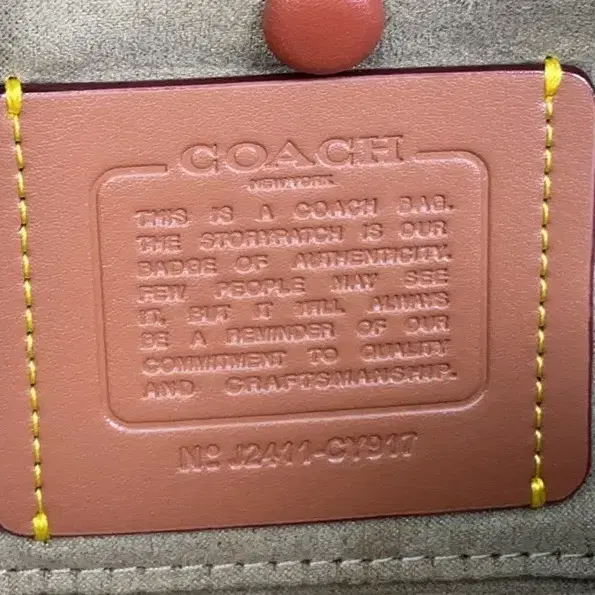 COACH
NEW YORK
THIS IS A COACH BAG.
THE STORYPATCH IS OUR
BADGE OF AUTHENTICITY.
FEW PEOPLE MAY SEE
IT, BUT IT WILL ALWAYS
BE A REMINDER OF OUR
COMMITMENT TO QUALITY
AND CRAFTSMANSHIP.
Nº J2411-CY917